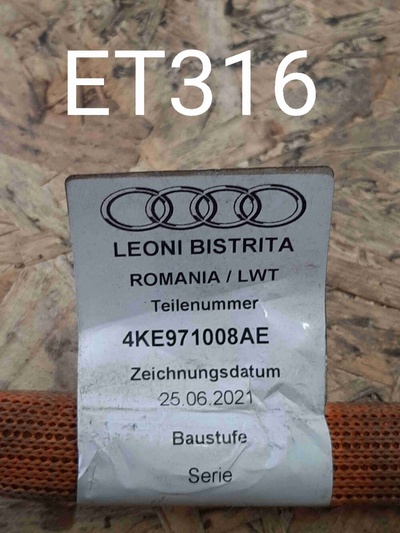 ET316
LEONI BISTRITA
ROMANIA / LWT
Teilenummer
4KE971008AE
Zeichnungsdatum
25.06.2021
Baustufe
Serie